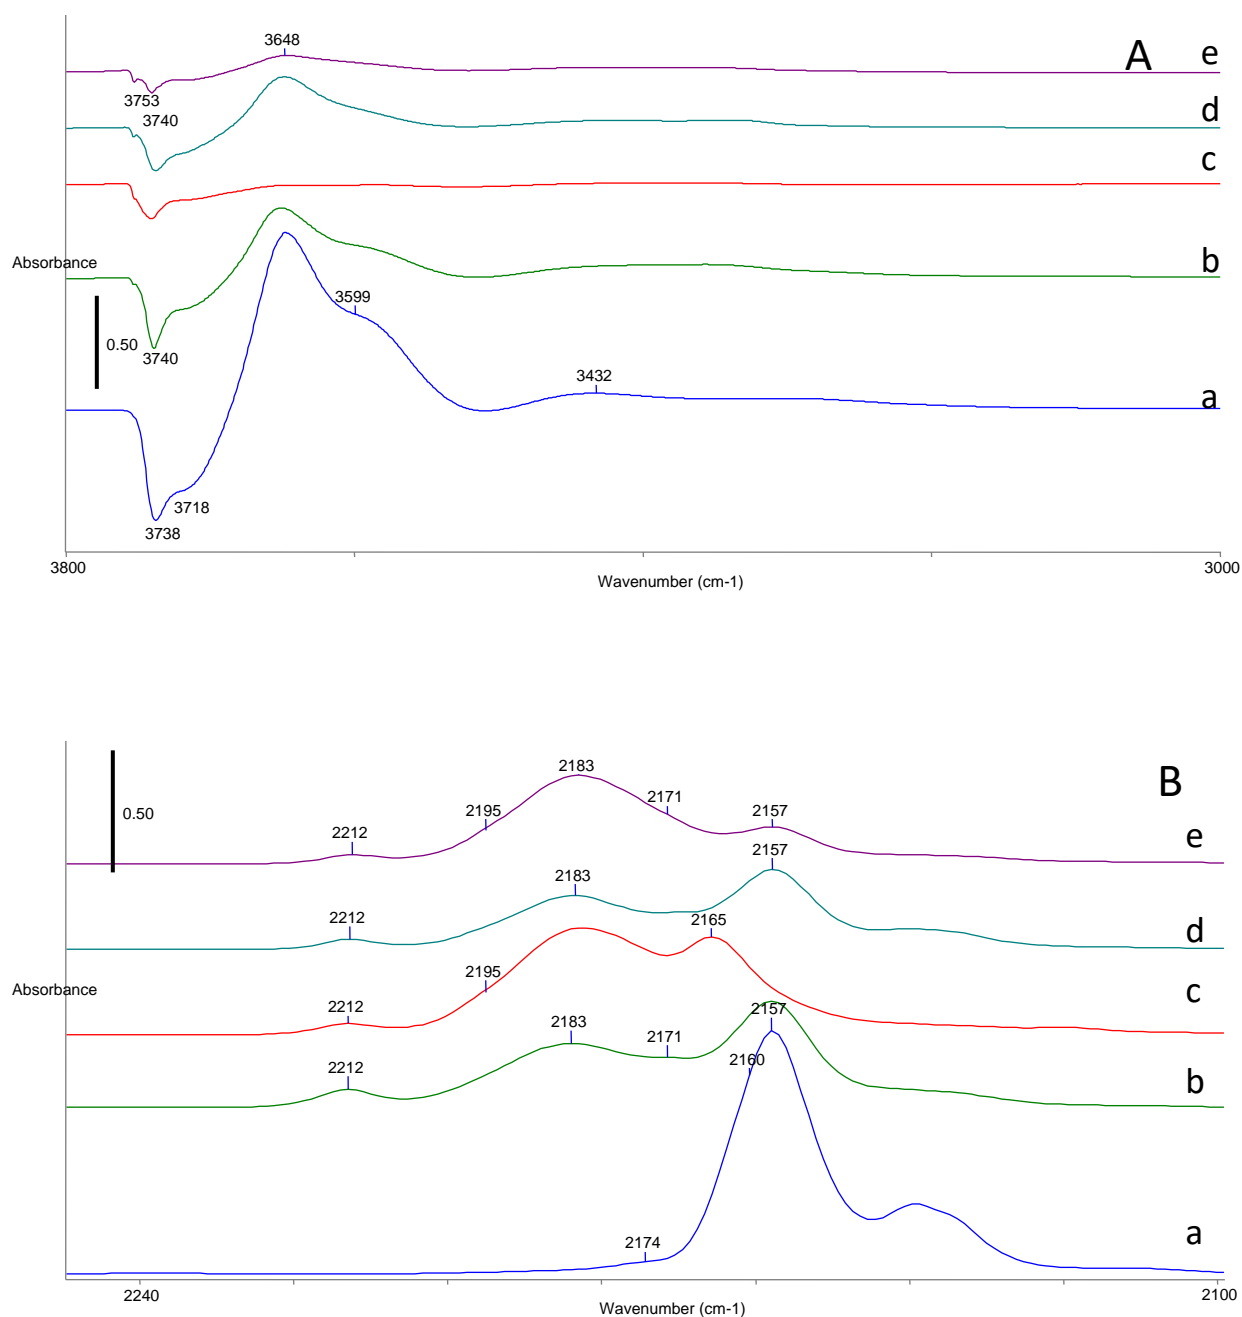 3648
A
e
3753
3740
d
c
Absorbance
b
3599
0.50
3740
3432
a
3718
3738
3800
3000
Wavenumber (cm-1)
B
0.50
2183
2171
2195
2157
2212
e
2157
2183
2212
d
2165
2195
Absorbance
c
2212
2157
2183
2171
2160
2212
b
2174
a
2240
2100
Wavenumber (cm-1)